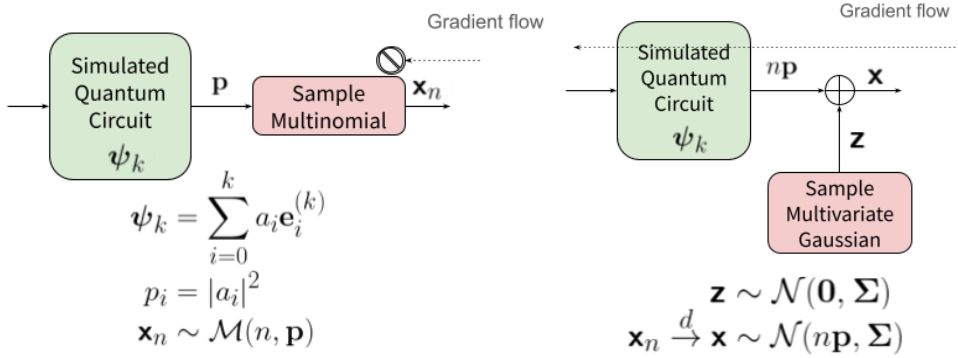 Gradient flow
Simulated
Quantum
Circuit
ψ_k
p
Sample
Multinomial
x_n
ψ_k = ∑_{i=0}^{k} a_i e_i^{(k)}
p_i = |a_i|^2
x_n ∼ M(n, p)
Gradient flow
Simulated
Quantum
Circuit
ψ_k
np
x
z
Sample
Multivariate
Gaussian
z ∼ N(0, Σ)
x_n →^d x ∼ N(np, Σ)